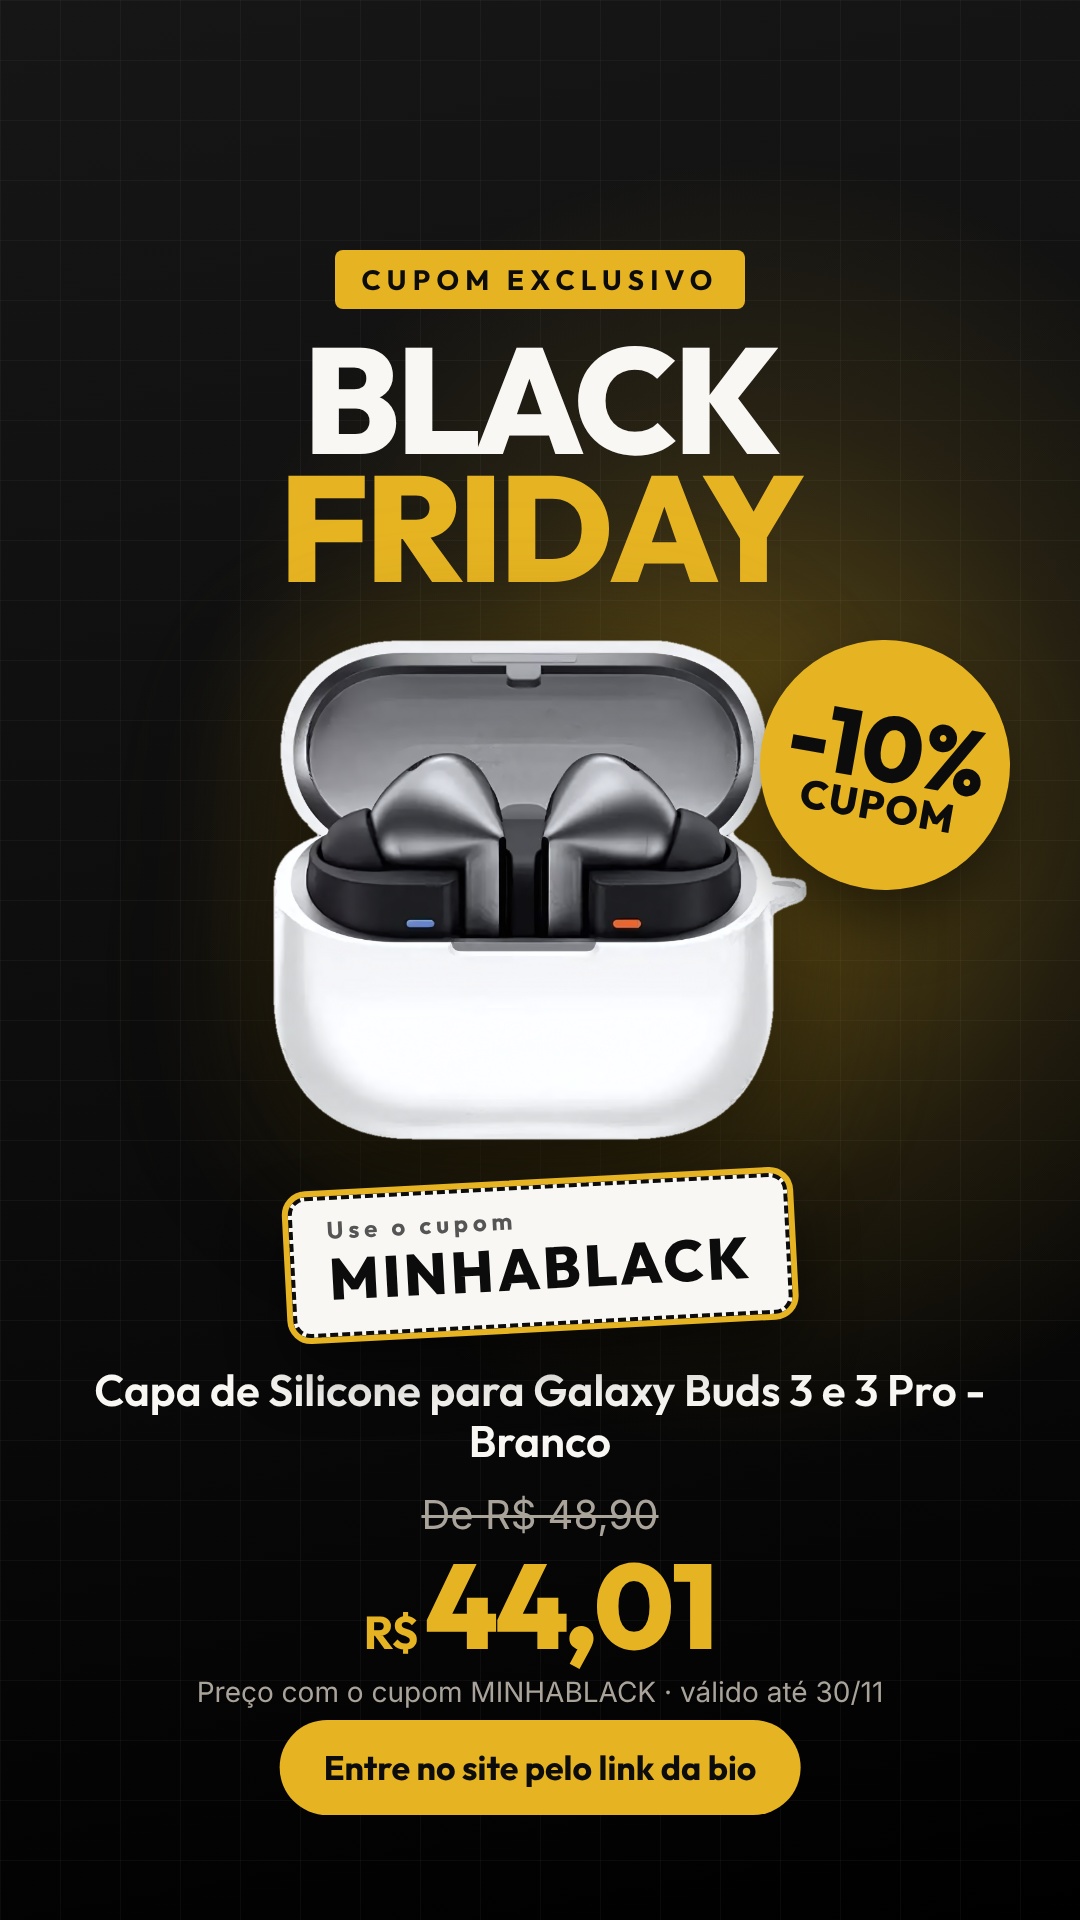 CUPOM EXCLUSIVO
BLACK
FRIDAY
-10%
CUPOM
Use o cupom
MINHABLACK
Capa de Silicone para Galaxy Buds 3 e 3 Pro -
Branco
De R$ 48,90
R$ 44,01
Preço com o cupom MINHABLACK · válido até 30/11
Entre no site pelo link da bio